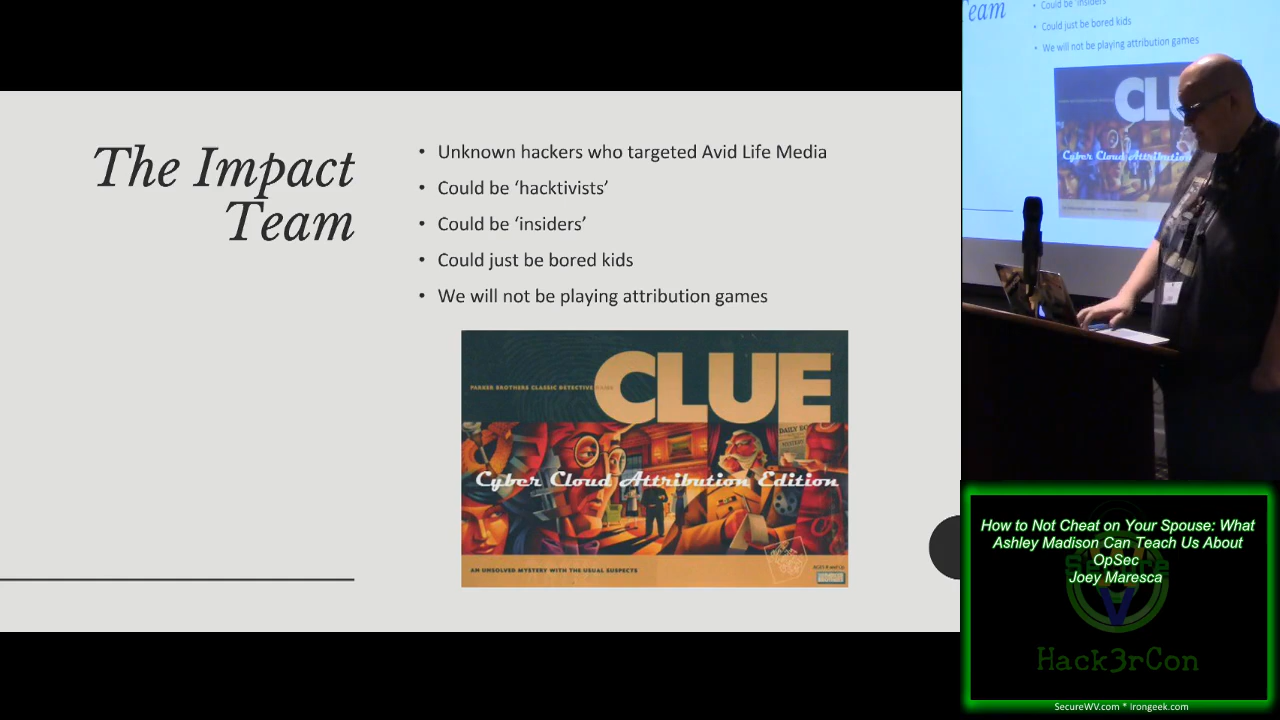 The Impact
Team
• Unknown hackers who targeted Avid Life Media
• Could be ‘hacktivists’
• Could be ‘insiders’
• Could just be bored kids
• We will not be playing attribution games
PARKER BROTHERS CLASSIC DETECTIVE GAME
CLUE
Cyber Cloud Attribution Edition
AN UNSOLVED MYSTERY WITH THE USUAL SUSPECTS
Team
• Could be ‘insiders’
• Could just be bored kids
• We will not be playing attribution games
CLU
Cyber Cloud Attribution
How to Not Cheat on Your Spouse: What
Ashley Madison Can Teach Us About
OpSec
Joey Maresca
Hack3rCon
SecureWV.com * Irongeek.com